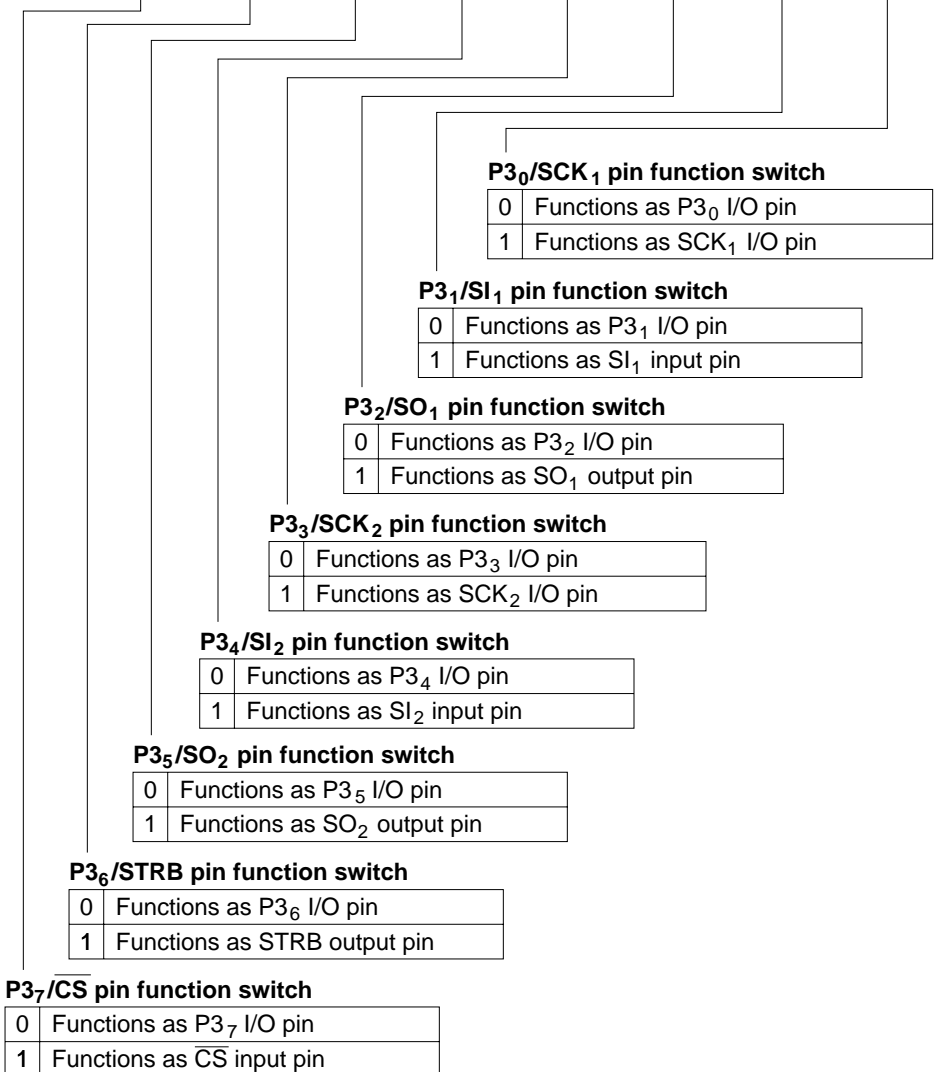 P3₀/SCK₁ pin function switch
0 Functions as P3₀ I/O pin
1 Functions as SCK₁ I/O pin
P3₁/SI₁ pin function switch
0 Functions as P3₁ I/O pin
1 Functions as SI₁ input pin
P3₂/SO₁ pin function switch
0 Functions as P3₂ I/O pin
1 Functions as SO₁ output pin
P3₃/SCK₂ pin function switch
0 Functions as P3₃ I/O pin
1 Functions as SCK₂ I/O pin
P3₄/SI₂ pin function switch
0 Functions as P3₄ I/O pin
1 Functions as SI₂ input pin
P3₅/SO₂ pin function switch
0 Functions as P3₅ I/O pin
1 Functions as SO₂ output pin
P3₆/STRB pin function switch
0 Functions as P3₆ I/O pin
1 Functions as STRB output pin
P3₇/C̅S̅ pin function switch
0 Functions as P3₇ I/O pin
1 Functions as C̅S̅ input pin